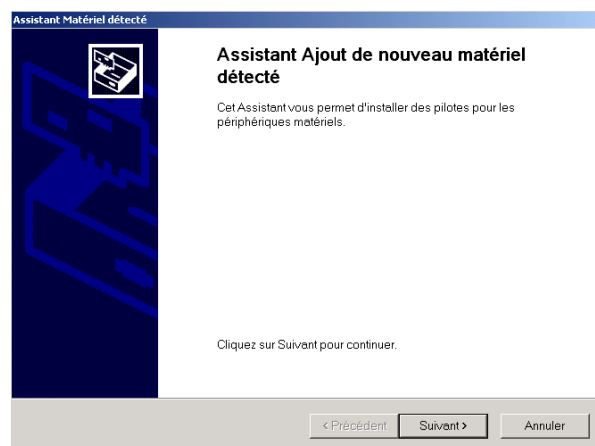 Assistant Matériel détecté
Assistant Ajout de nouveau matériel
détecté
Cet Assistant vous permet d'installer des pilotes pour les
périphériques matériels.
Cliquez sur Suivant pour continuer.
< Précédent Suivant > Annuler